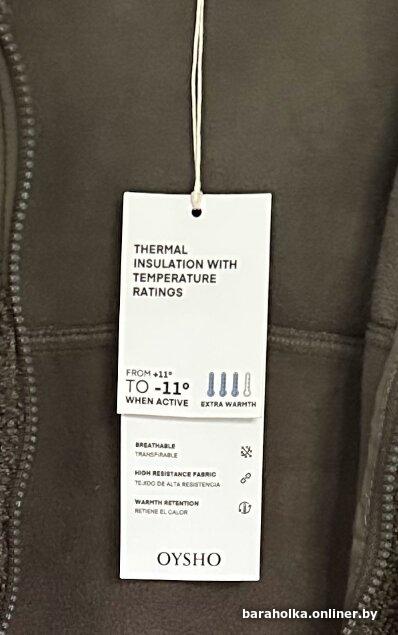 THERMAL
INSULATION WITH
TEMPERATURE
RATINGS
FROM +11°
TO -11°
WHEN ACTIVE
EXTRA WARMTH
BREATHABLE
TRANSPIRABLE
HIGH RESISTANCE FABRIC
TEJIDO DE ALTA RESISTENCIA
WARMTH RETENTION
RETIENE EL CALOR
OYSHO
baraholka.onliner.by